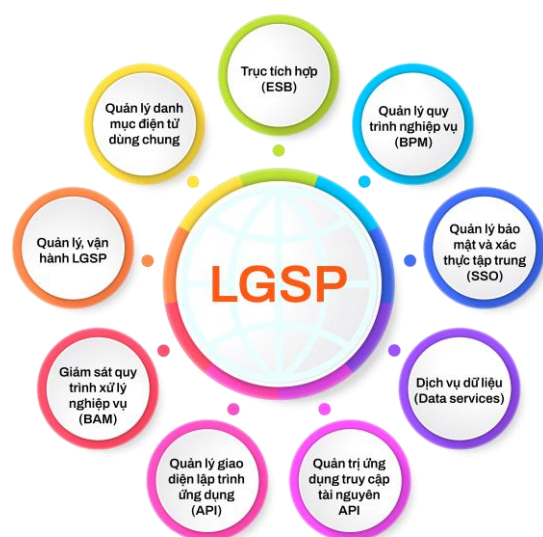 Trục tích hợp
(ESB)
Quản lý quy
trình nghiệp vụ
(BPM)
Quản lý bảo
mật và xác
thực tập trung
(SSO)
Dịch vụ dữ liệu
(Data services)
Quản trị ứng
dụng truy cập
tài nguyên
API
Quản lý giao
diện lập trình
ứng dụng
(API)
Giám sát quy
trình xử lý
nghiệp vụ
(BAM)
Quản lý, vận
hành LGSP
Quản lý danh
mục điện tử
dùng chung
LGSP